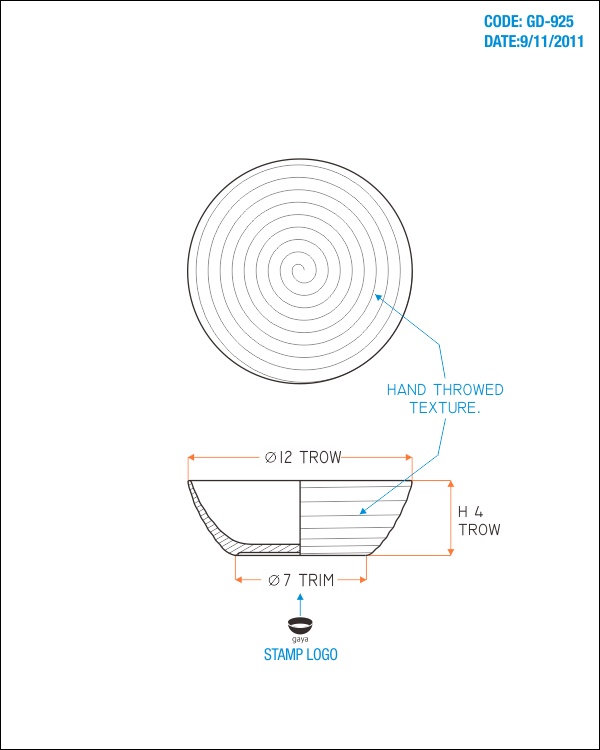 CODE: GD-925
DATE:9/11/2011
HAND THROWED
TEXTURE.
Ø12 TROW
H 4
TROW
Ø7 TRIM
gaya
STAMP LOGO